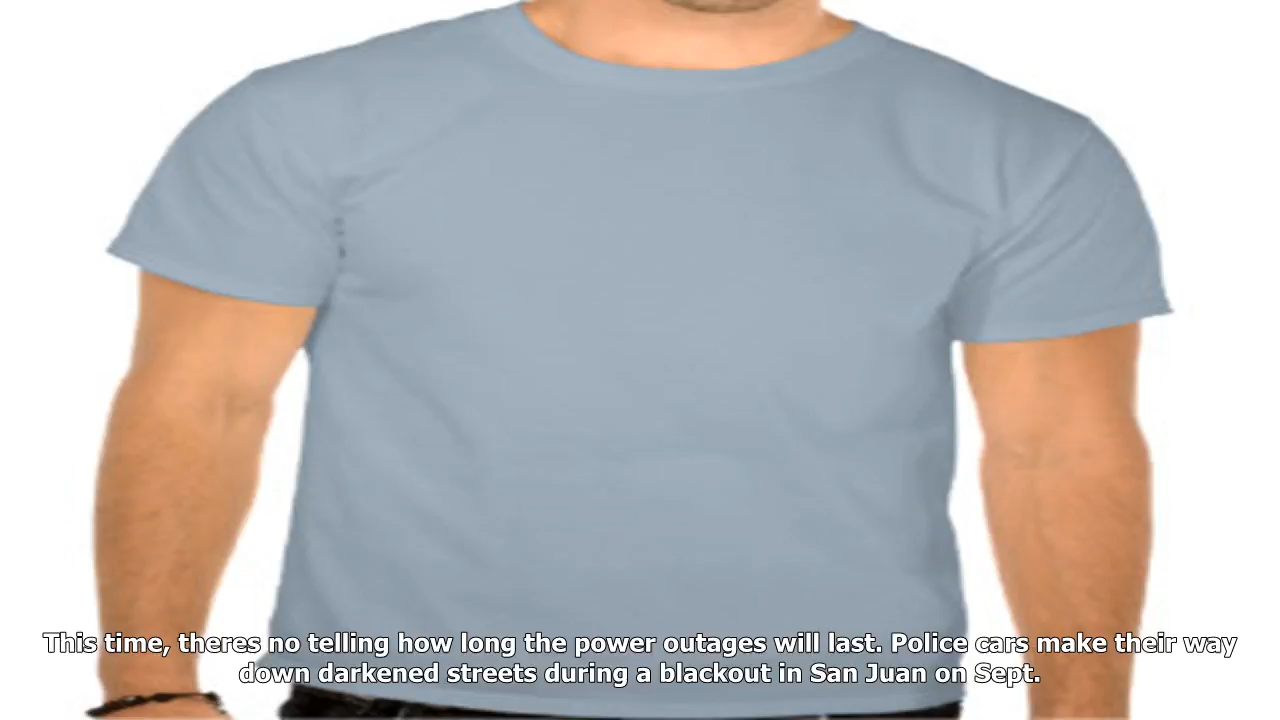 This time, theres no telling how long the power outages will last. Police cars make their way
down darkened streets during a blackout in San Juan on Sept.